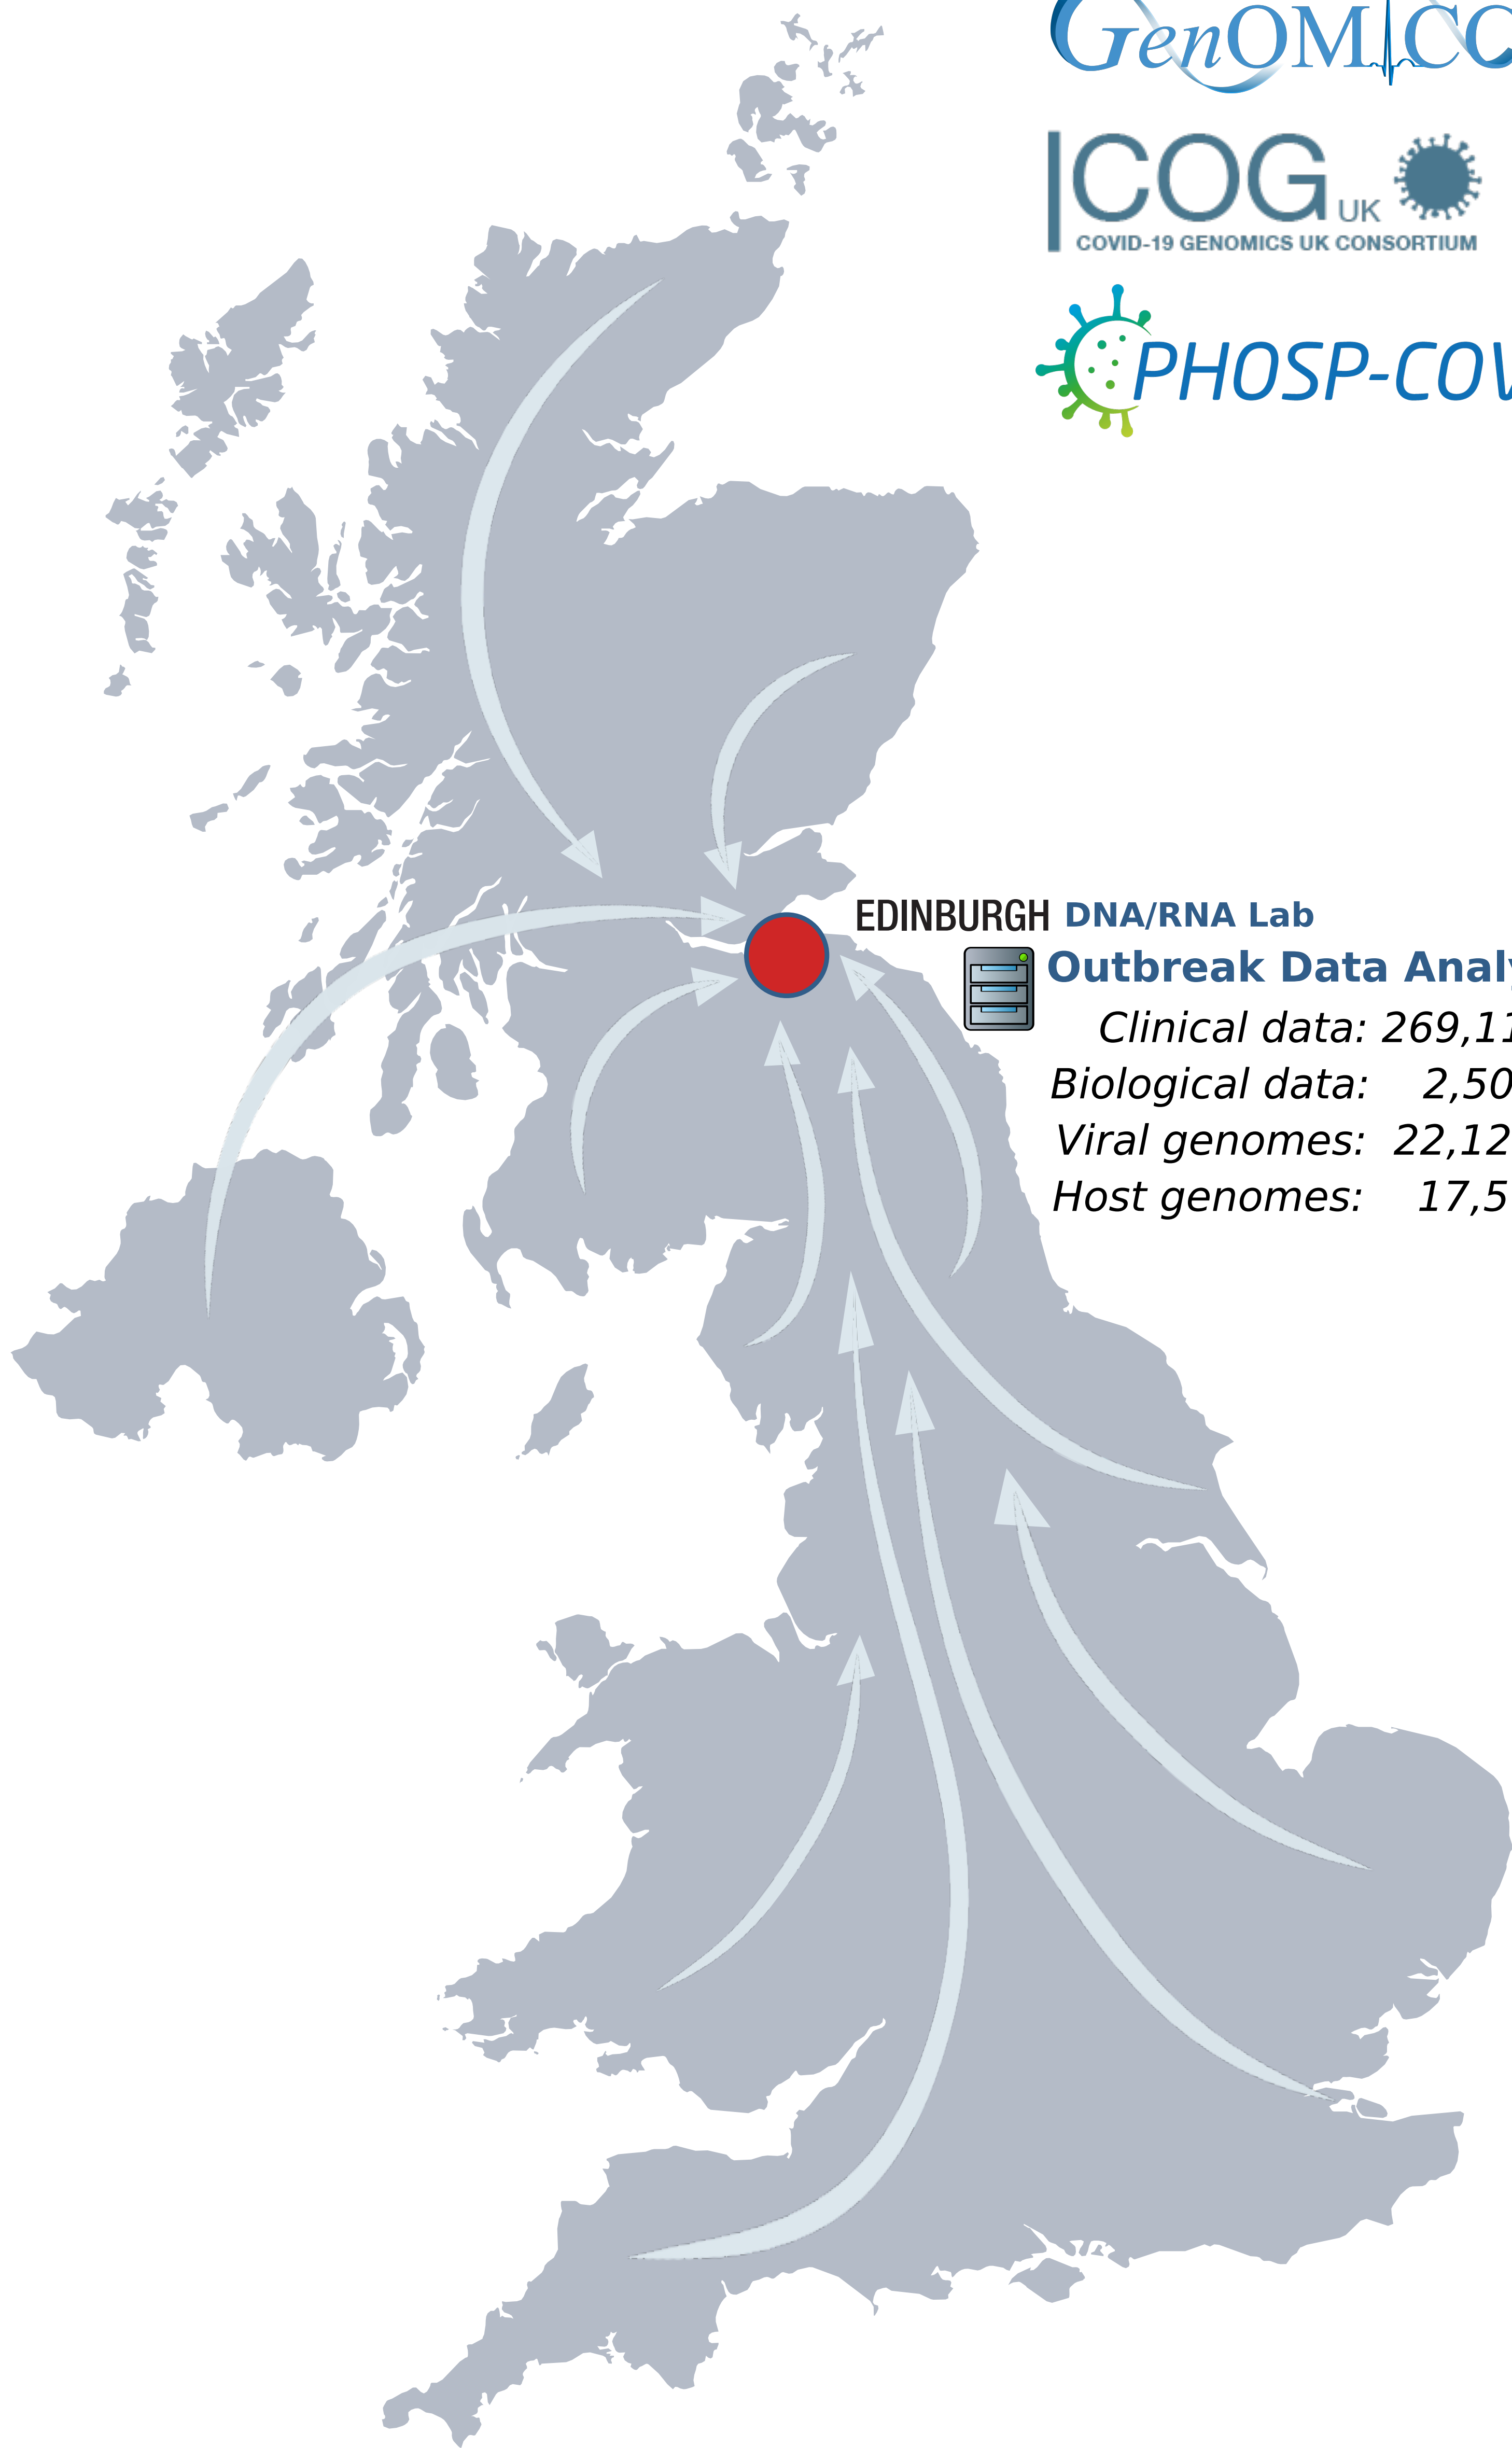 GenOMICC
COG UK
COVID-19 GENOMICS UK CONSORTIUM
PHOSP-COV
EDINBURGH DNA/RNA Lab
Outbreak Data Analy
Clinical data: 269,11
Biological data: 2,50
Viral genomes: 22,12
Host genomes: 17,5